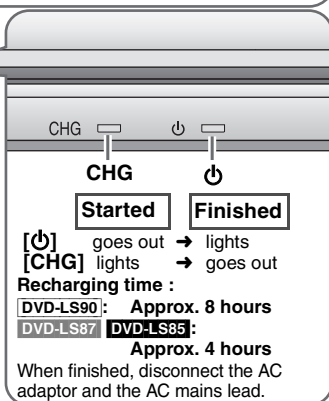 CHG ⏻
CHG ⏻
Started Finished
[⏻] goes out ➔ lights
[CHG] lights ➔ goes out
Recharging time :
DVD-LS90: Approx. 8 hours
DVD-LS87 DVD-LS85:
Approx. 4 hours
When finished, disconnect the AC
adaptor and the AC mains lead.